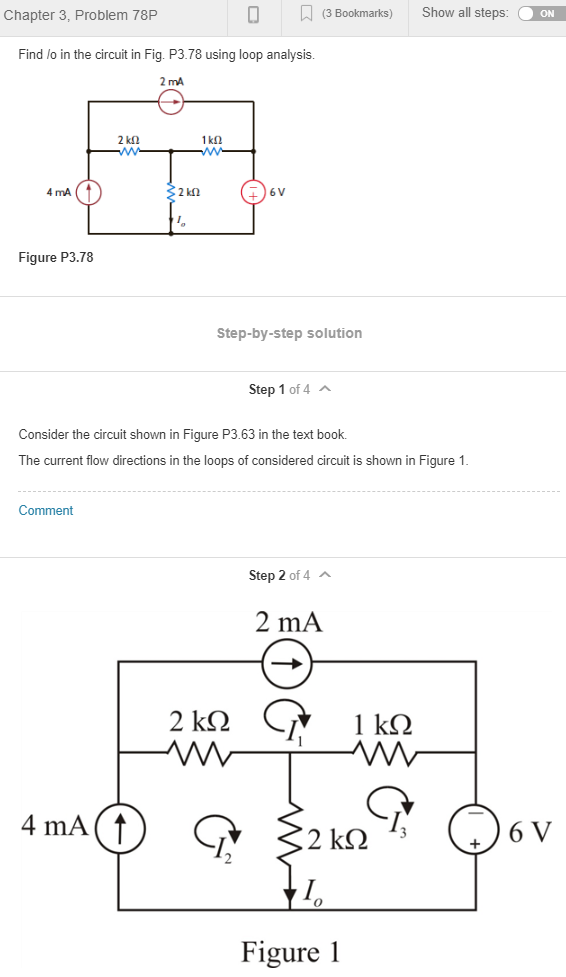 Chapter 3, Problem 78P
(3 Bookmarks)
Show all steps:
ON
Find Io in the circuit in Fig. P3.78 using loop analysis.
2 mA
2 kΩ
1 kΩ
4 mA
2 kΩ
6 V
Io
Figure P3.78
Step-by-step solution
Step 1 of 4
Consider the circuit shown in Figure P3.63 in the text book.
The current flow directions in the loops of considered circuit is shown in Figure 1.
Comment
Step 2 of 4
2 mA
2 kΩ
I1
1 kΩ
4 mA
I2
2 kΩ
I3
6 V
Io
Figure 1